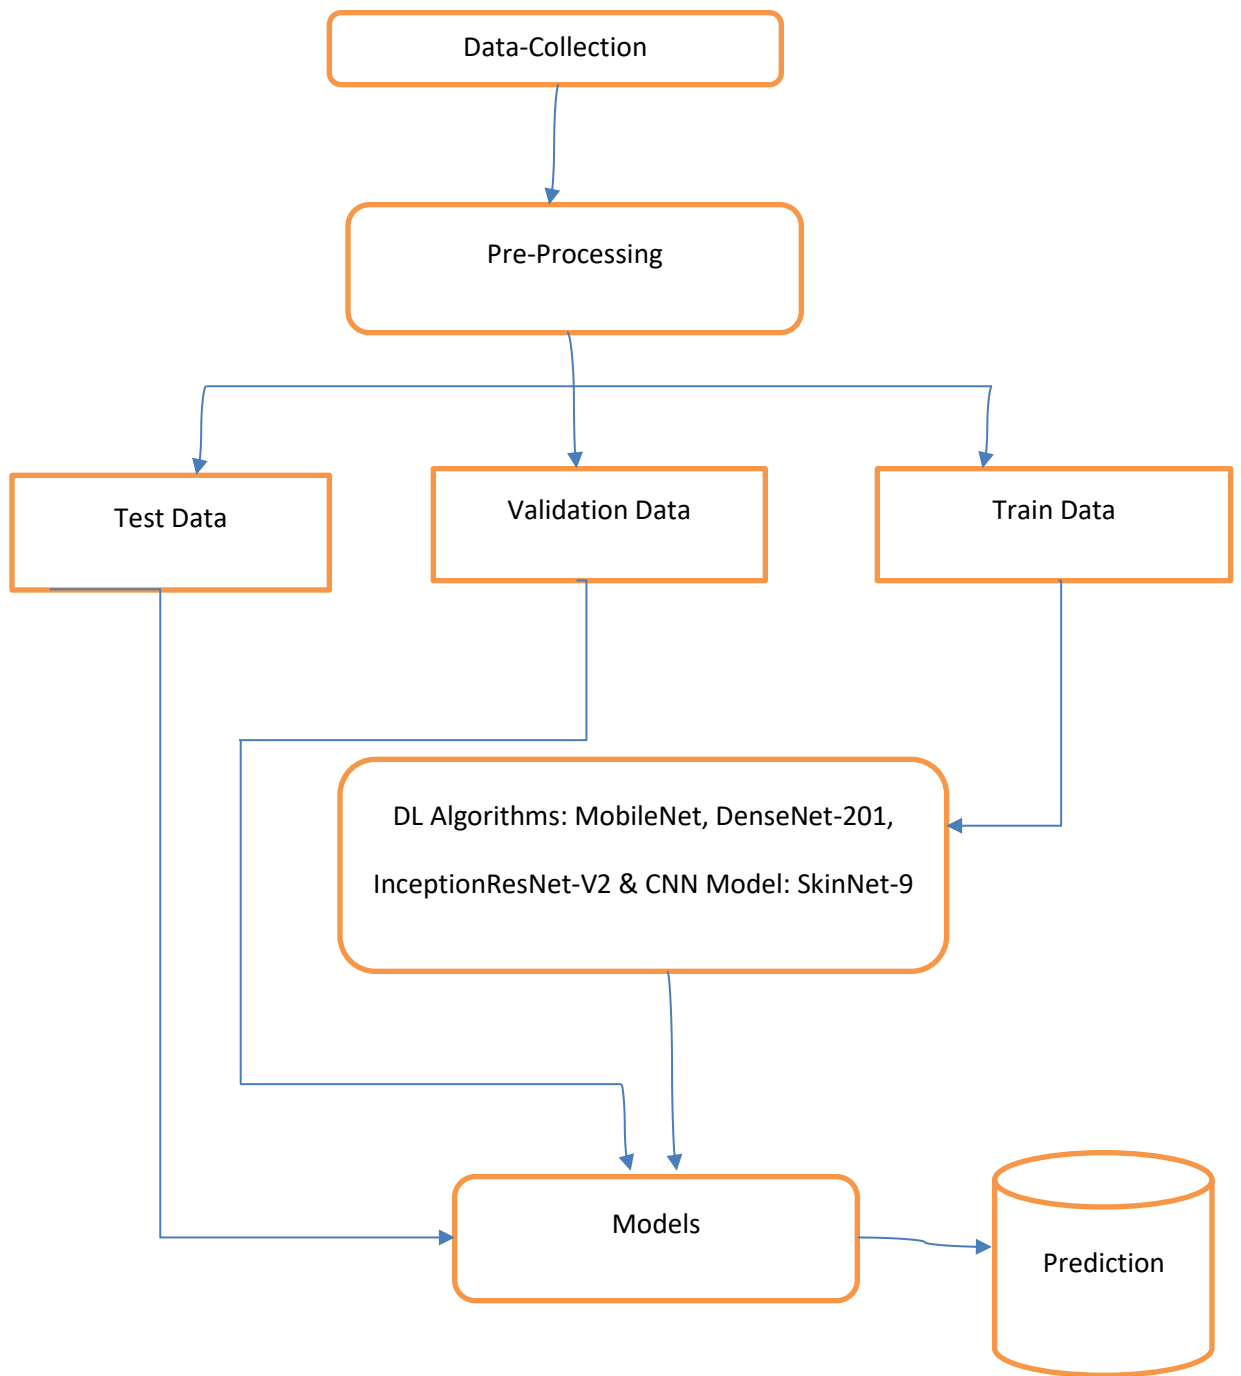 Data-Collection
Pre-Processing
Test Data
Validation Data
Train Data
DL Algorithms: MobileNet, DenseNet-201,
InceptionResNet-V2 & CNN Model: SkinNet-9
Models
Prediction